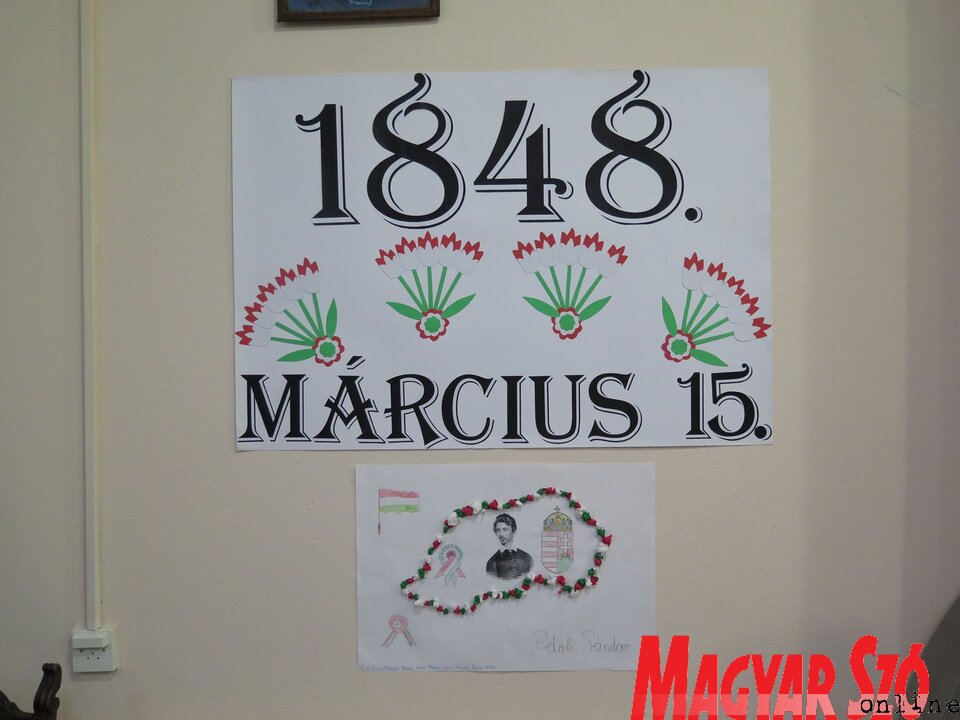 1848.
MÁRCIUS 15.
Petőfi Sándor
MAGYAR SZÓ
online